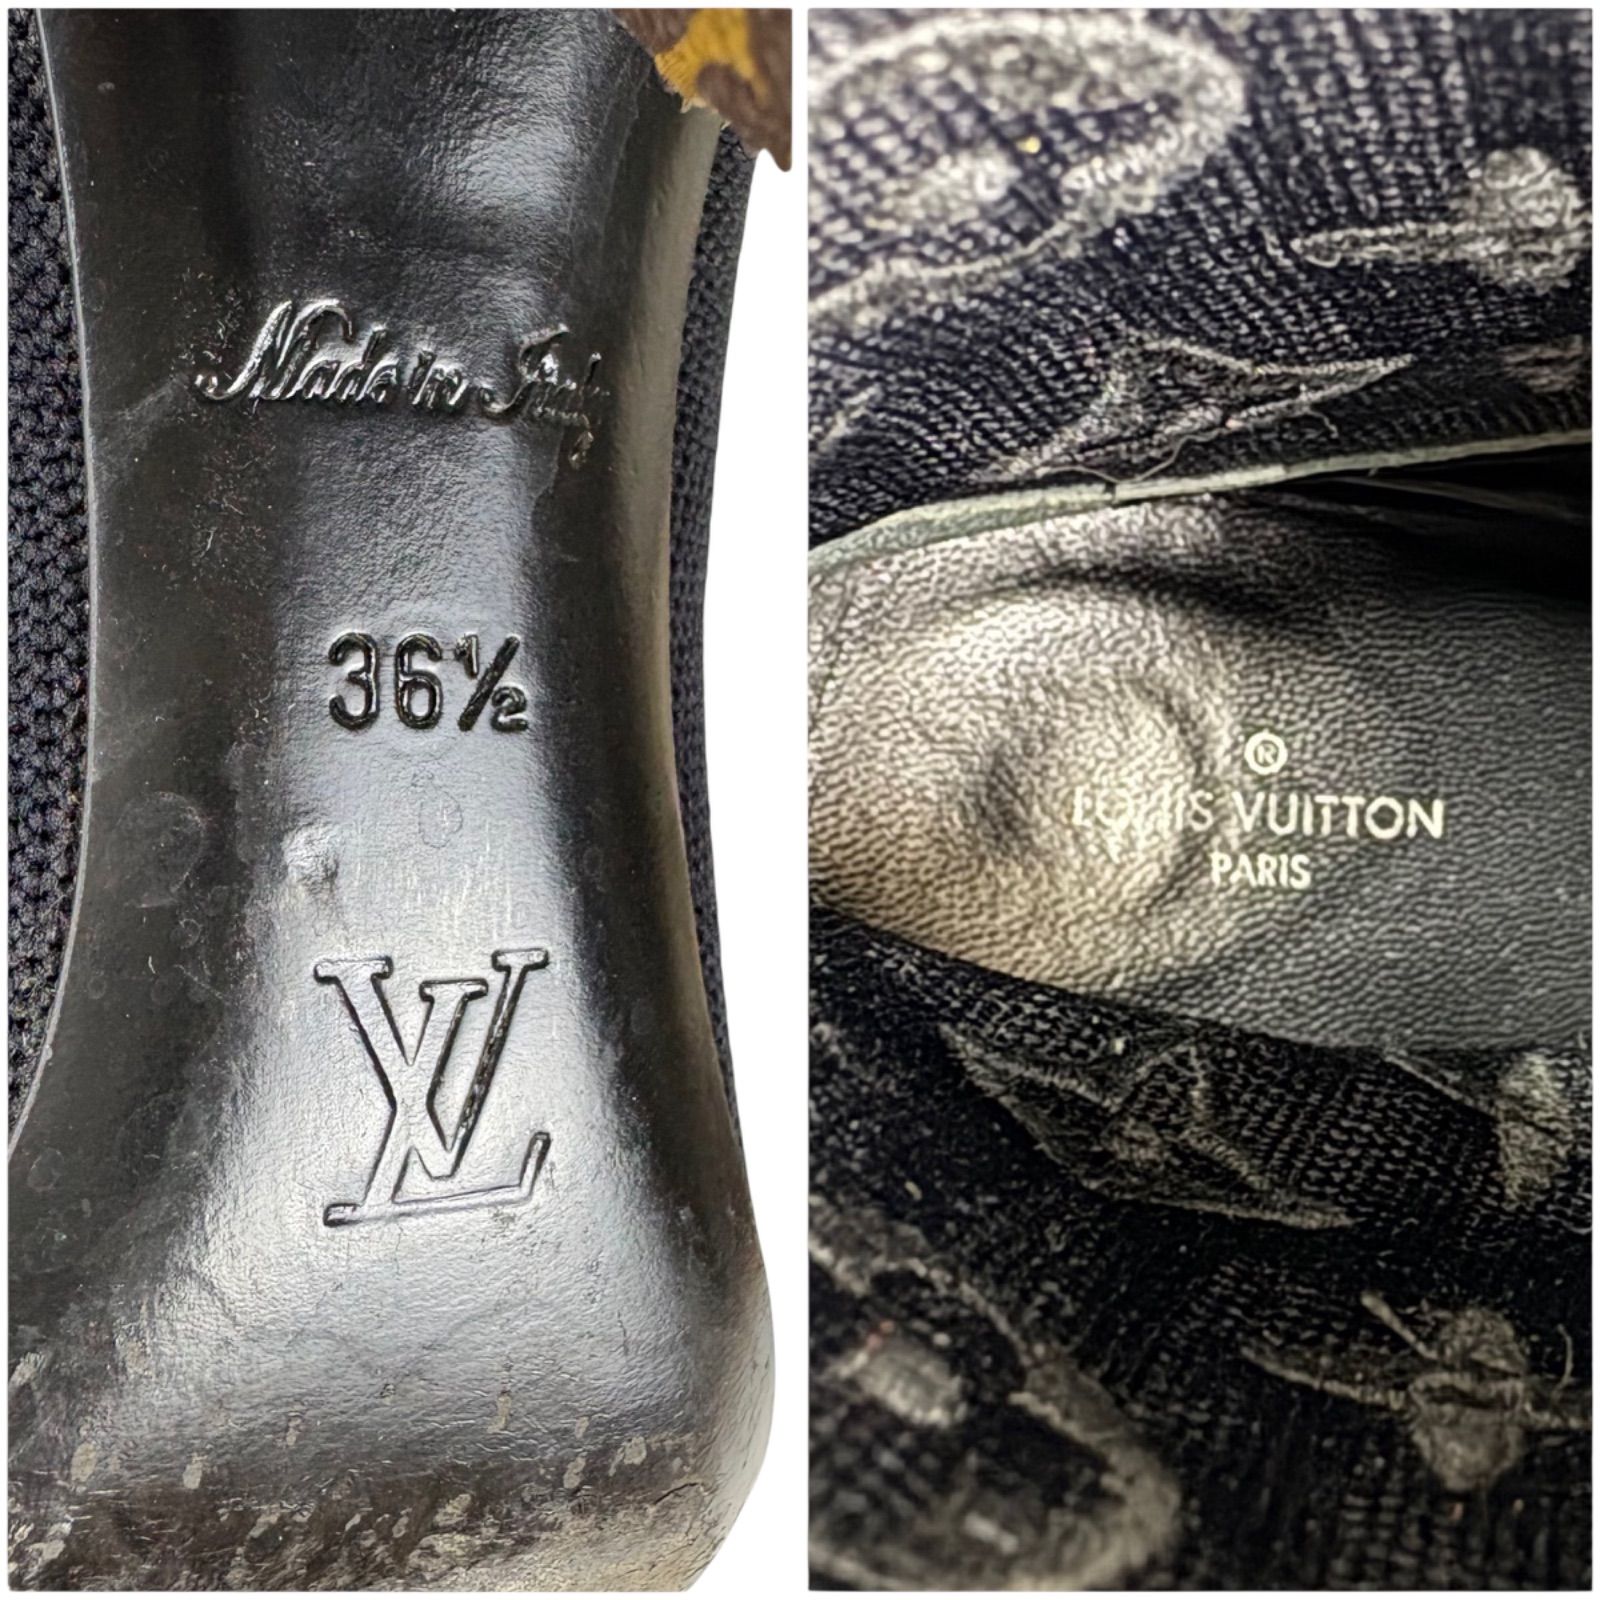 Made in Italy
36½
LV
®
LOUIS VUITTON
PARIS